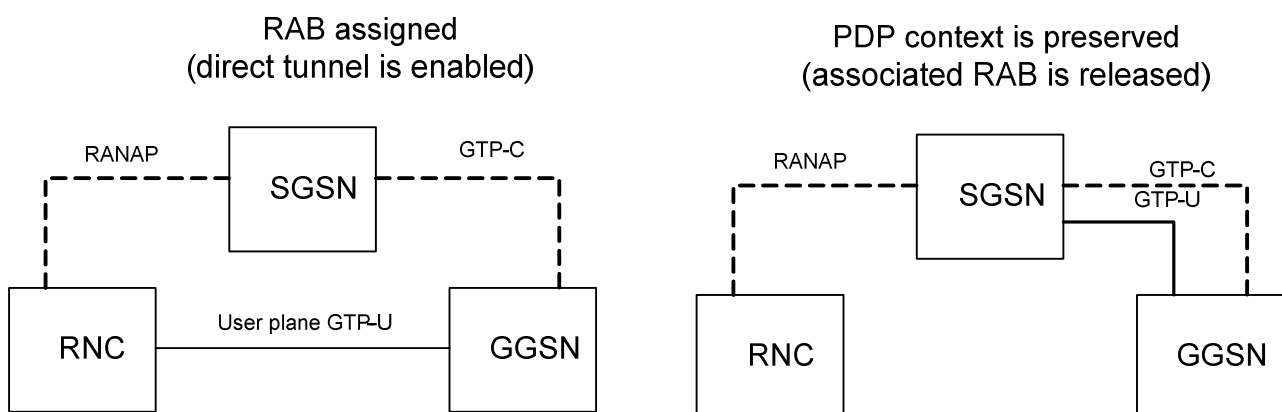 RAB assigned
(direct tunnel is enabled)
RANAP
GTP-C
SGSN
RNC
User plane GTP-U
GGSN
PDP context is preserved
(associated RAB is released)
RANAP
SGSN
GTP-C
GTP-U
RNC
GGSN